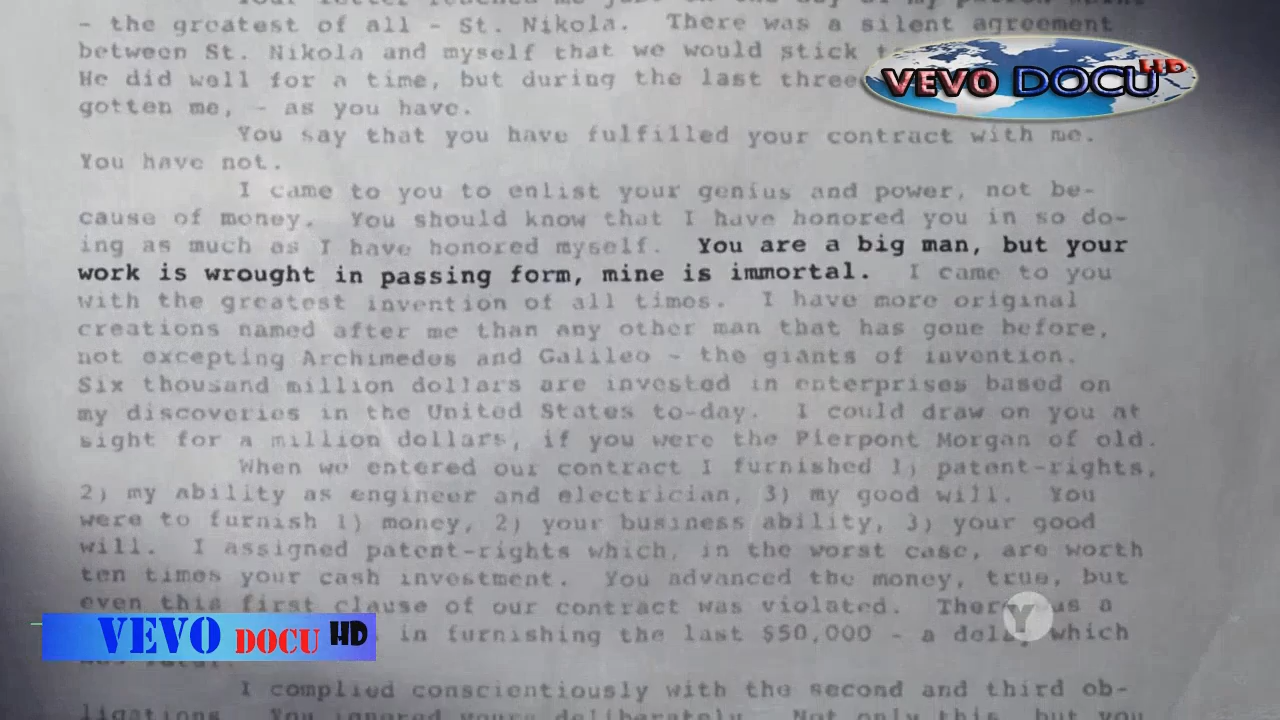 - the greatest of all - St. Nikola. There was a silent agreement
between St. Nikola and myself that we would stick
He did well for a time, but during the last three
gotten me, - as you have.
You say that you have fulfilled your contract with me.
You have not.
I came to you to enlist your genius and power, not be-
cause of money. You should know that I have honored you in so do-
ing as much as I have honored myself. You are a big man, but your
work is wrought in passing form, mine is immortal. I came to you
with the greatest invention of all times. I have more original
creations named after me than any other man that has gone before,
not excepting Archimedes and Galileo - the giants of invention.
Six thousand million dollars are invested in enterprises based on
my discoveries in the United States to-day. I could draw on you at
sight for a million dollars, if you were the Pierpont Morgan of old.
When we entered our contract I furnished 1) patent-rights,
2) my ability as engineer and electrician, 3) my good will. You
were to furnish 1) money, 2) your business ability, 3) your good
will. I assigned patent-rights which, in the worst case, are worth
ten times your cash investment. You advanced the money, true, but
even this first clause of our contract was violated. There was a
in furnishing the last $50,000 - a delay which
I complied conscientiously with the second and third ob-
ligations. You ignored yours deliberately. Not only this, but you
VEVO DOCU HD
VEVO DOCU HD
Y